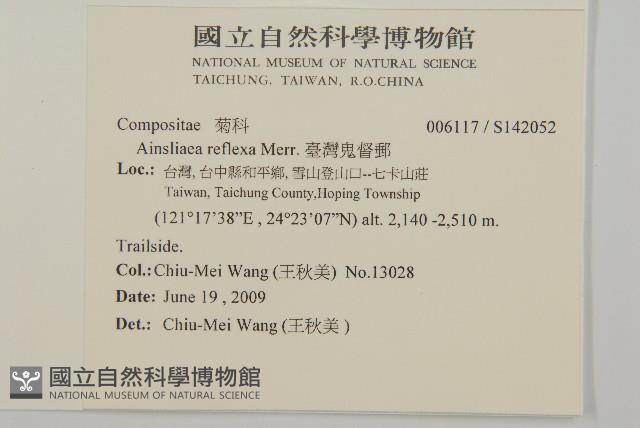 國立自然科學博物館
NATIONAL MUSEUM OF NATURAL SCIENCE
TAICHUNG. TAIWAN, R.O.CHINA
Compositae 菊科 006117 / S142052
Ainsliaea reflexa Merr. 臺灣鬼督郵
Loc.: 台灣, 台中縣和平鄉, 雪山登山口--七卡山莊
Taiwan, Taichung County,Hoping Township
(121°17'38”E , 24°23'07”N) alt. 2,140 -2,510 m.
Trailside.
Col.: Chiu-Mei Wang (王秋美) No.13028
Date: June 19 , 2009
Det.: Chiu-Mei Wang (王秋美 )
國立自然科學博物館
NATIONAL MUSEUM OF NATURAL SCIENCE